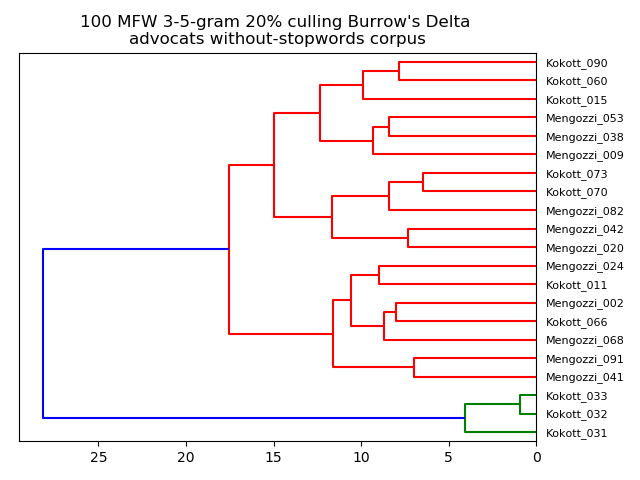 100 MFW 3-5-gram 20% culling Burrow's Delta
advocats without-stopwords corpus
Kokott_090
Kokott_060
Kokott_015
Mengozzi_053
Mengozzi_038
Mengozzi_009
Kokott_073
Kokott_070
Mengozzi_082
Mengozzi_042
Mengozzi_020
Mengozzi_024
Kokott_011
Mengozzi_002
Kokott_066
Mengozzi_068
Mengozzi_091
Mengozzi_041
Kokott_033
Kokott_032
Kokott_031
25 20 15 10 5 0